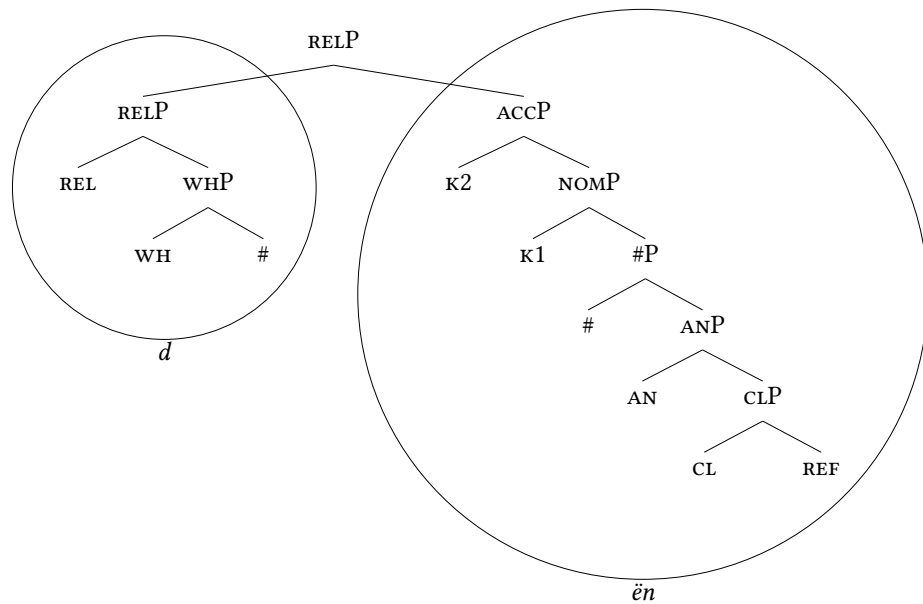 RELP
RELP ACCP
REL WHP K2 NOMP
WH # K1 #P
# ANP
d
AN CLP
CL REF
ën